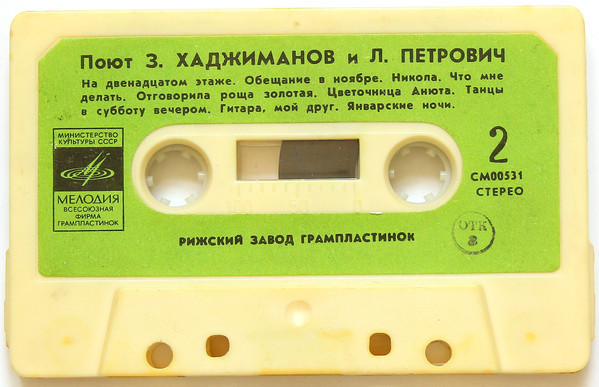 Поют З. ХАДЖИМАНОВ и Л. ПЕТРОВИЧ
На двенадцатом этаже. Обещание в ноябре. Никола. Что мне
делать. Отговорила роща золотая. Цветочница Анюта. Танцы
в субботу вечером. Гитара, мой друг. Январские ночи.
МИНИСТЕРСТВО
КУЛЬТУРЫ СССР
МЕЛОДИЯ
ВСЕСОЮЗНАЯ
ФИРМА
ГРАМПЛАСТИНОК
2
СМ00531
СТЕРЕО
РИЖСКИЙ ЗАВОД ГРАМПЛАСТИНОК
ОТК
8